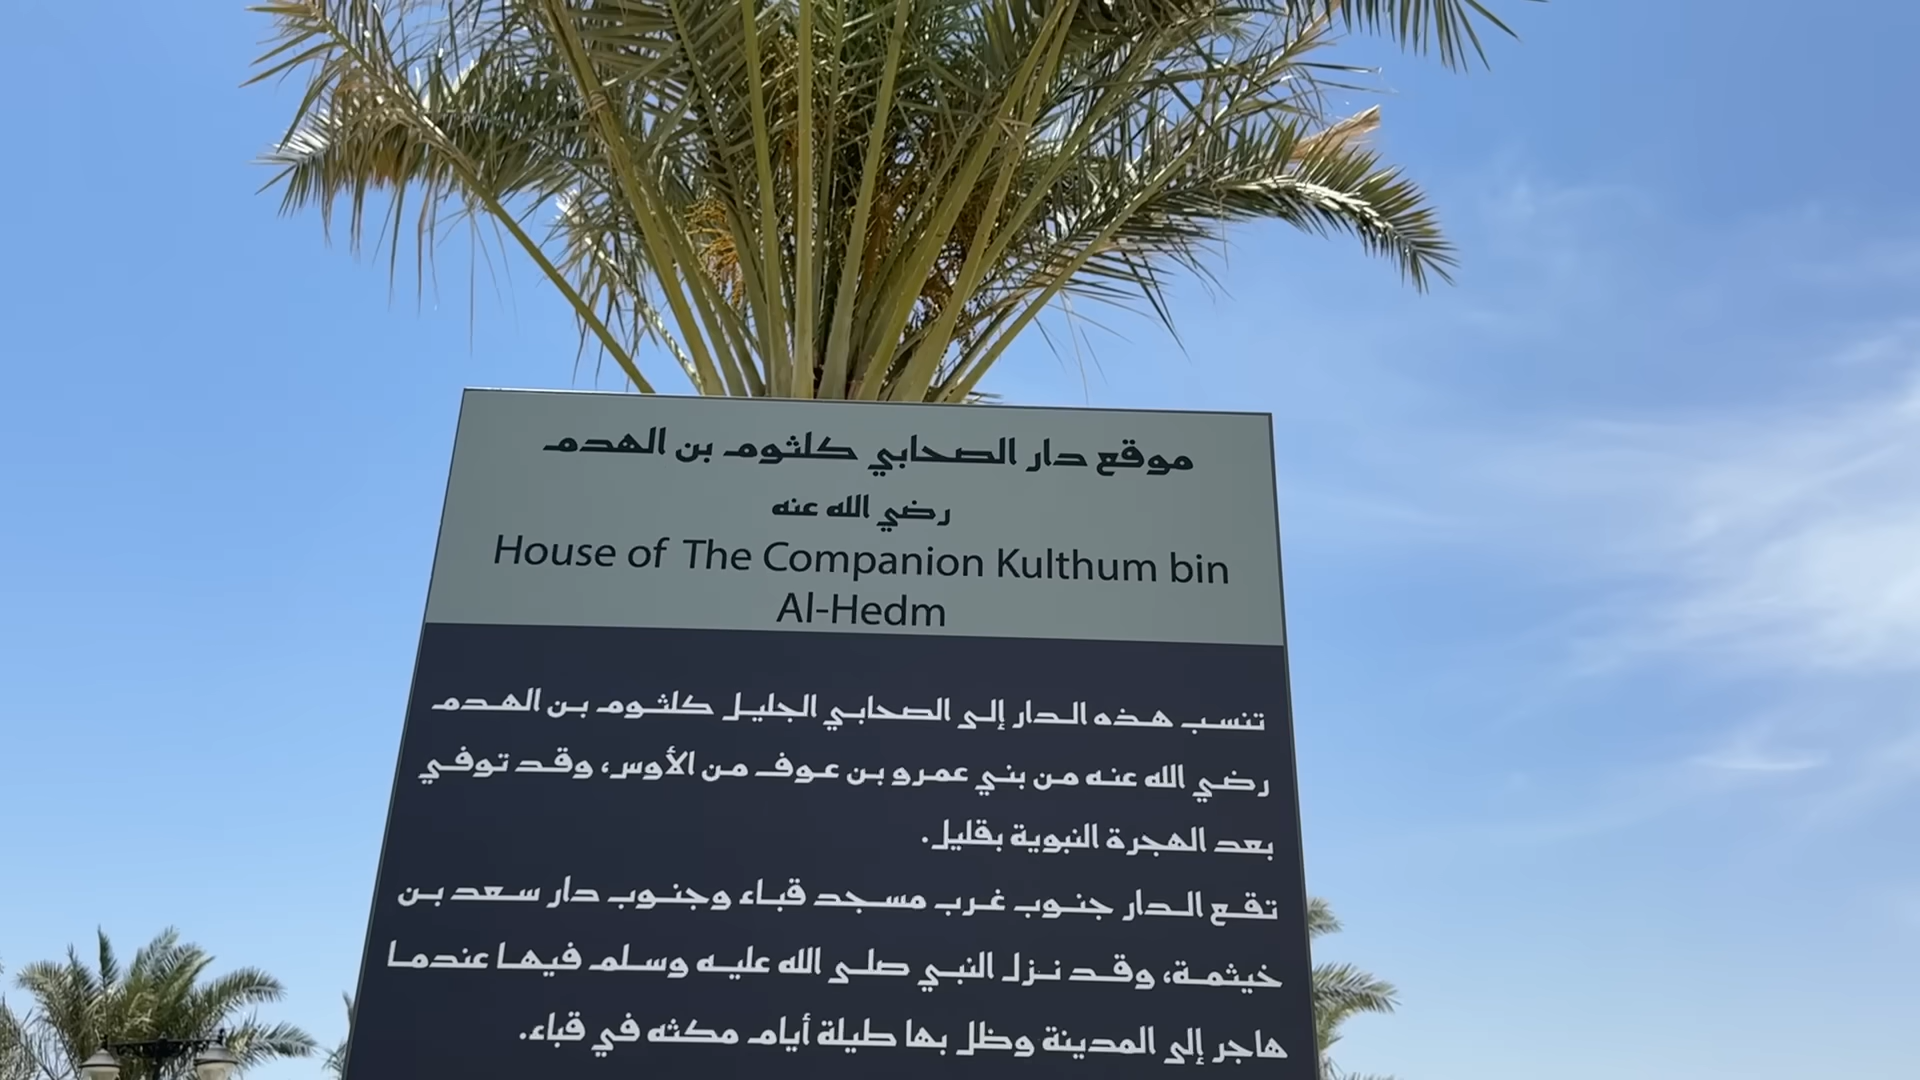 موقع دار الصحابي كلثوم بن الهدم
رضي الله عنه
House of The Companion Kulthum bin
Al-Hedm
تنسب هذه الدار إلى الصحابي الجليل كلثوم بن الهدم
رضي الله عنه من بني عمرو بن عوف من الأوس، وقد توفي
بعد الهجرة النبوية بقليل.
تقع الدار جنوب غرب مسجد قباء وجنوب دار سعد بن
خيثمة، وقد نزل النبي صلى الله عليه وسلم فيها عندما
هاجر إلى المدينة وظل بها طيلة أيام مكثه في قباء.